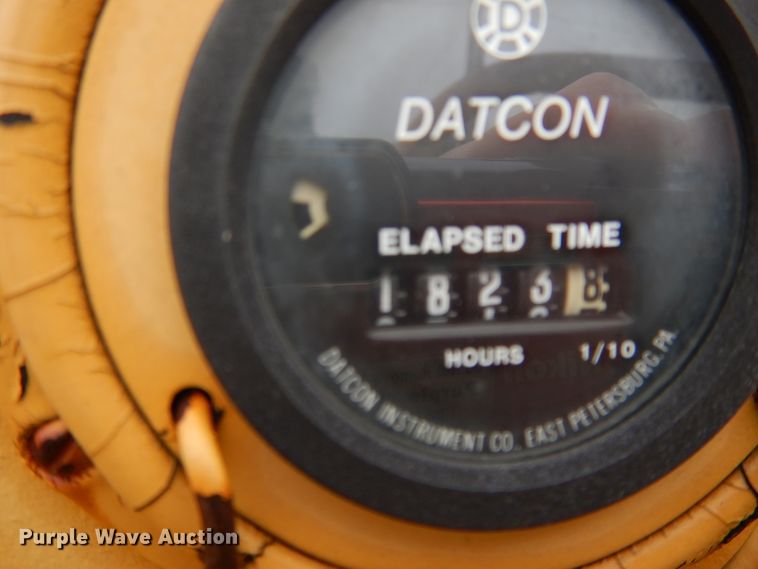 D
DATCON
ELAPSED TIME
1 8 2 3 8
HOURS 1/10
DATCON INSTRUMENT CO. EAST PETERSBURG, PA.
Purple Wave Auction